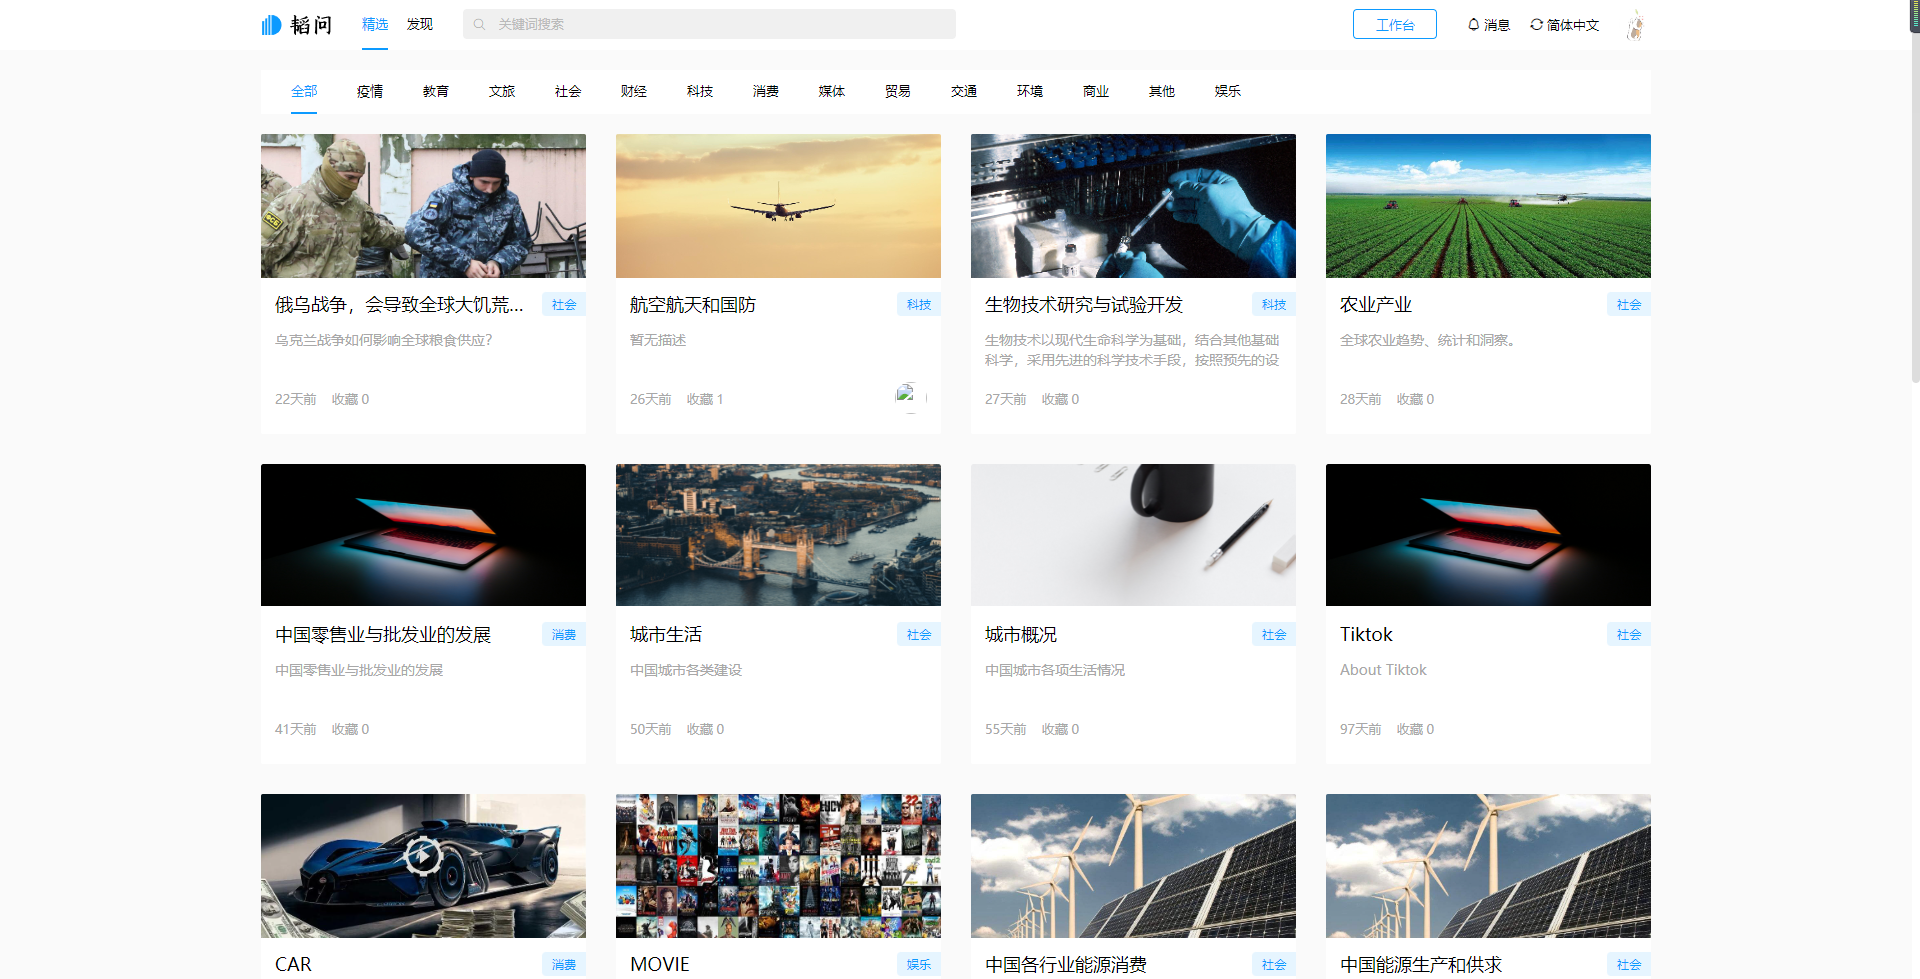 韬问
精选
发现
关键词搜索
工作台
消息
简体中文
全部
疫情
教育
文旅
社会
财经
科技
消费
媒体
贸易
交通
环境
商业
其他
娱乐
俄乌战争，会导致全球大饥荒...
社会
乌克兰战争如何影响全球粮食供应?
22天前 收藏 0
航空航天和国防
科技
暂无描述
26天前 收藏 1
生物技术研究与试验开发
科技
生物技术以现代生命科学为基础，结合其他基础
科学，采用先进的科学技术手段，按照预先的设
27天前 收藏 0
农业产业
社会
全球农业趋势、统计和洞察。
28天前 收藏 0
中国零售业与批发业的发展
消费
中国零售业与批发业的发展
41天前 收藏 0
城市生活
社会
中国城市各类建设
50天前 收藏 0
城市概况
社会
中国城市各项生活情况
55天前 收藏 0
Tiktok
社会
About Tiktok
97天前 收藏 0
CAR
消费
MOVIE
娱乐
中国各行业能源消费
社会
中国能源生产和供求
社会